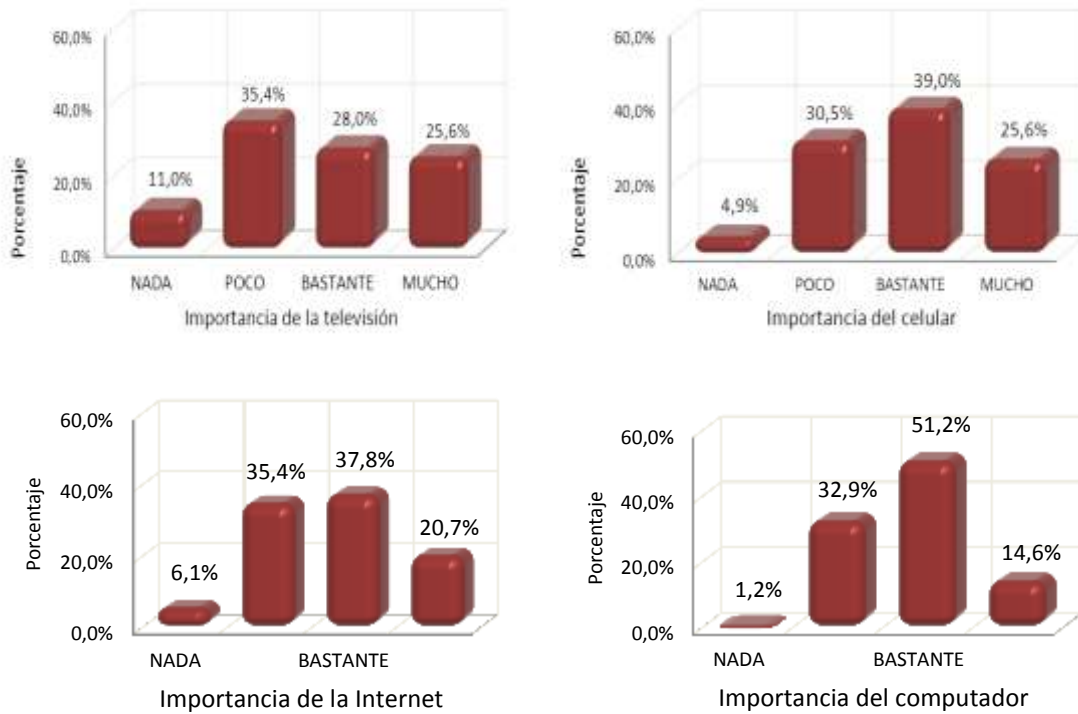 60,0%
40,0%
20,0%
0,0%
Porcentaje
11,0%
35,4%
28,0%
25,6%
NADA POCO BASTANTE MUCHO
Importancia de la televisión
60,0%
40,0%
20,0%
0,0%
Porcentaje
4,9%
30,5%
39,0%
25,6%
NADA POCO BASTANTE MUCHO
Importancia del celular
60,0%
40,0%
20,0%
0,0%
Porcentaje
6,1%
35,4%
37,8%
20,7%
NADA BASTANTE
Importancia de la Internet
60,0%
40,0%
20,0%
0,0%
Porcentaje
1,2%
32,9%
51,2%
14,6%
NADA BASTANTE
Importancia del computador